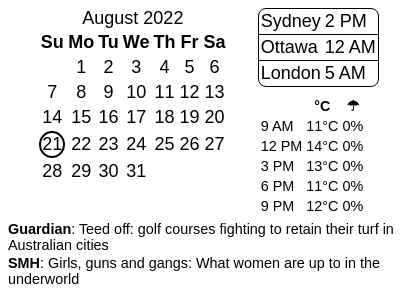 August 2022
Su Mo Tu We Th Fr Sa
1 2 3 4 5 6
7 8 9 10 11 12 13
14 15 16 17 18 19 20
21 22 23 24 25 26 27
28 29 30 31
Sydney 2 PM
Ottawa 12 AM
London 5 AM
°C ☂
9 AM 11°C 0%
12 PM 14°C 0%
3 PM 13°C 0%
6 PM 11°C 0%
9 PM 12°C 0%
Guardian: Teed off: golf courses fighting to retain their turf in
Australian cities
SMH: Girls, guns and gangs: What women are up to in the
underworld